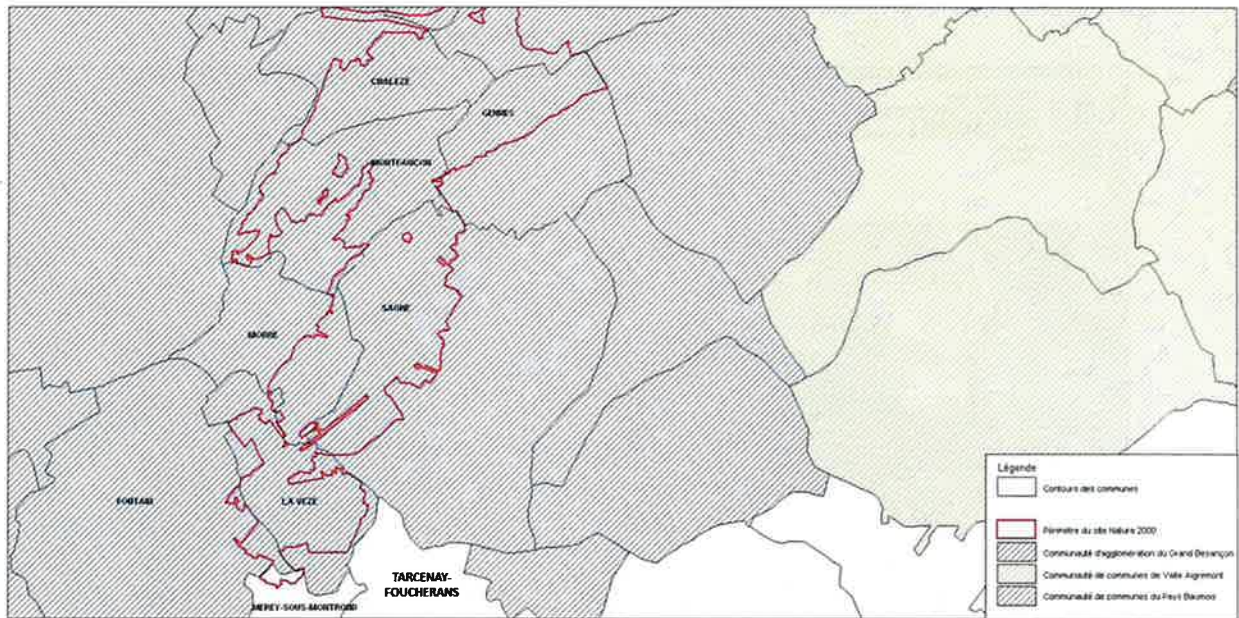 CHALEZE
GENNES
MONTFAUCON
SAONE
MORRE
FONTAIN
LA VEZE
TARCENAY-
FOUCHERANS
MEREY-SOUS-MONTROND
Légende
Contours des communes
Périmètre du site Natura 2000
Communauté d'agglomération du Grand Besançon
Communauté de communes de Vaîte Aigremont
Communauté de communes du Pays Baumois